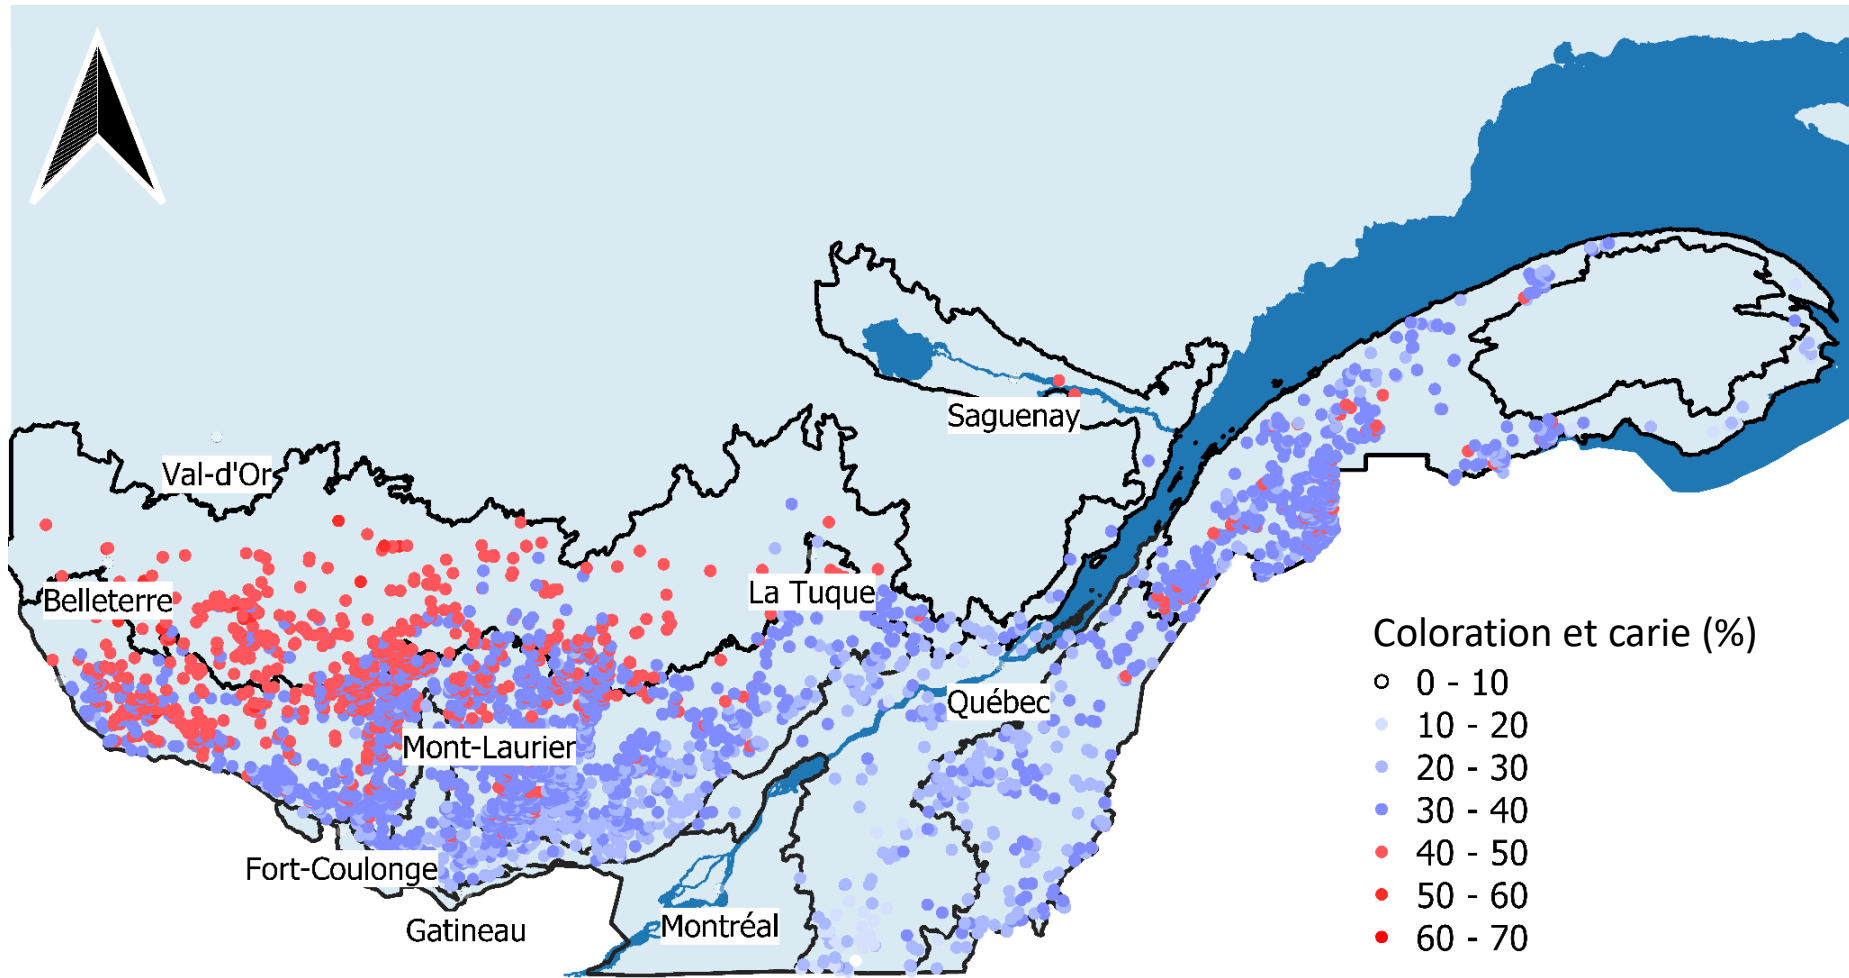 Saguenay
Val-d'Or
Belleterre
La Tuque
Québec
Mont-Laurier
Fort-Coulonge
Gatineau
Montréal
Coloration et carie (%)
0 - 10
10 - 20
20 - 30
30 - 40
40 - 50
50 - 60
60 - 70